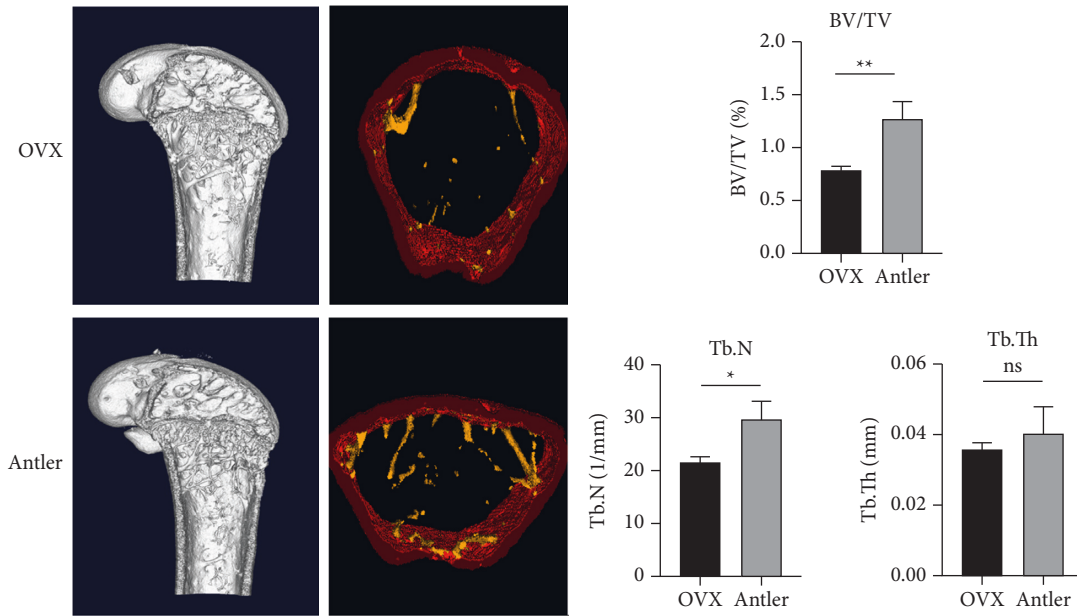 OVX
Antler
BV/TV
BV/TV (%)
2.0
1.5
1.0
0.5
0.0
**
OVX Antler
Tb.N
Tb.N (1/mm)
40
30
20
10
0
*
OVX Antler
Tb.Th
Tb.Th (mm)
0.06
0.04
0.02
0.00
ns
OVX Antler